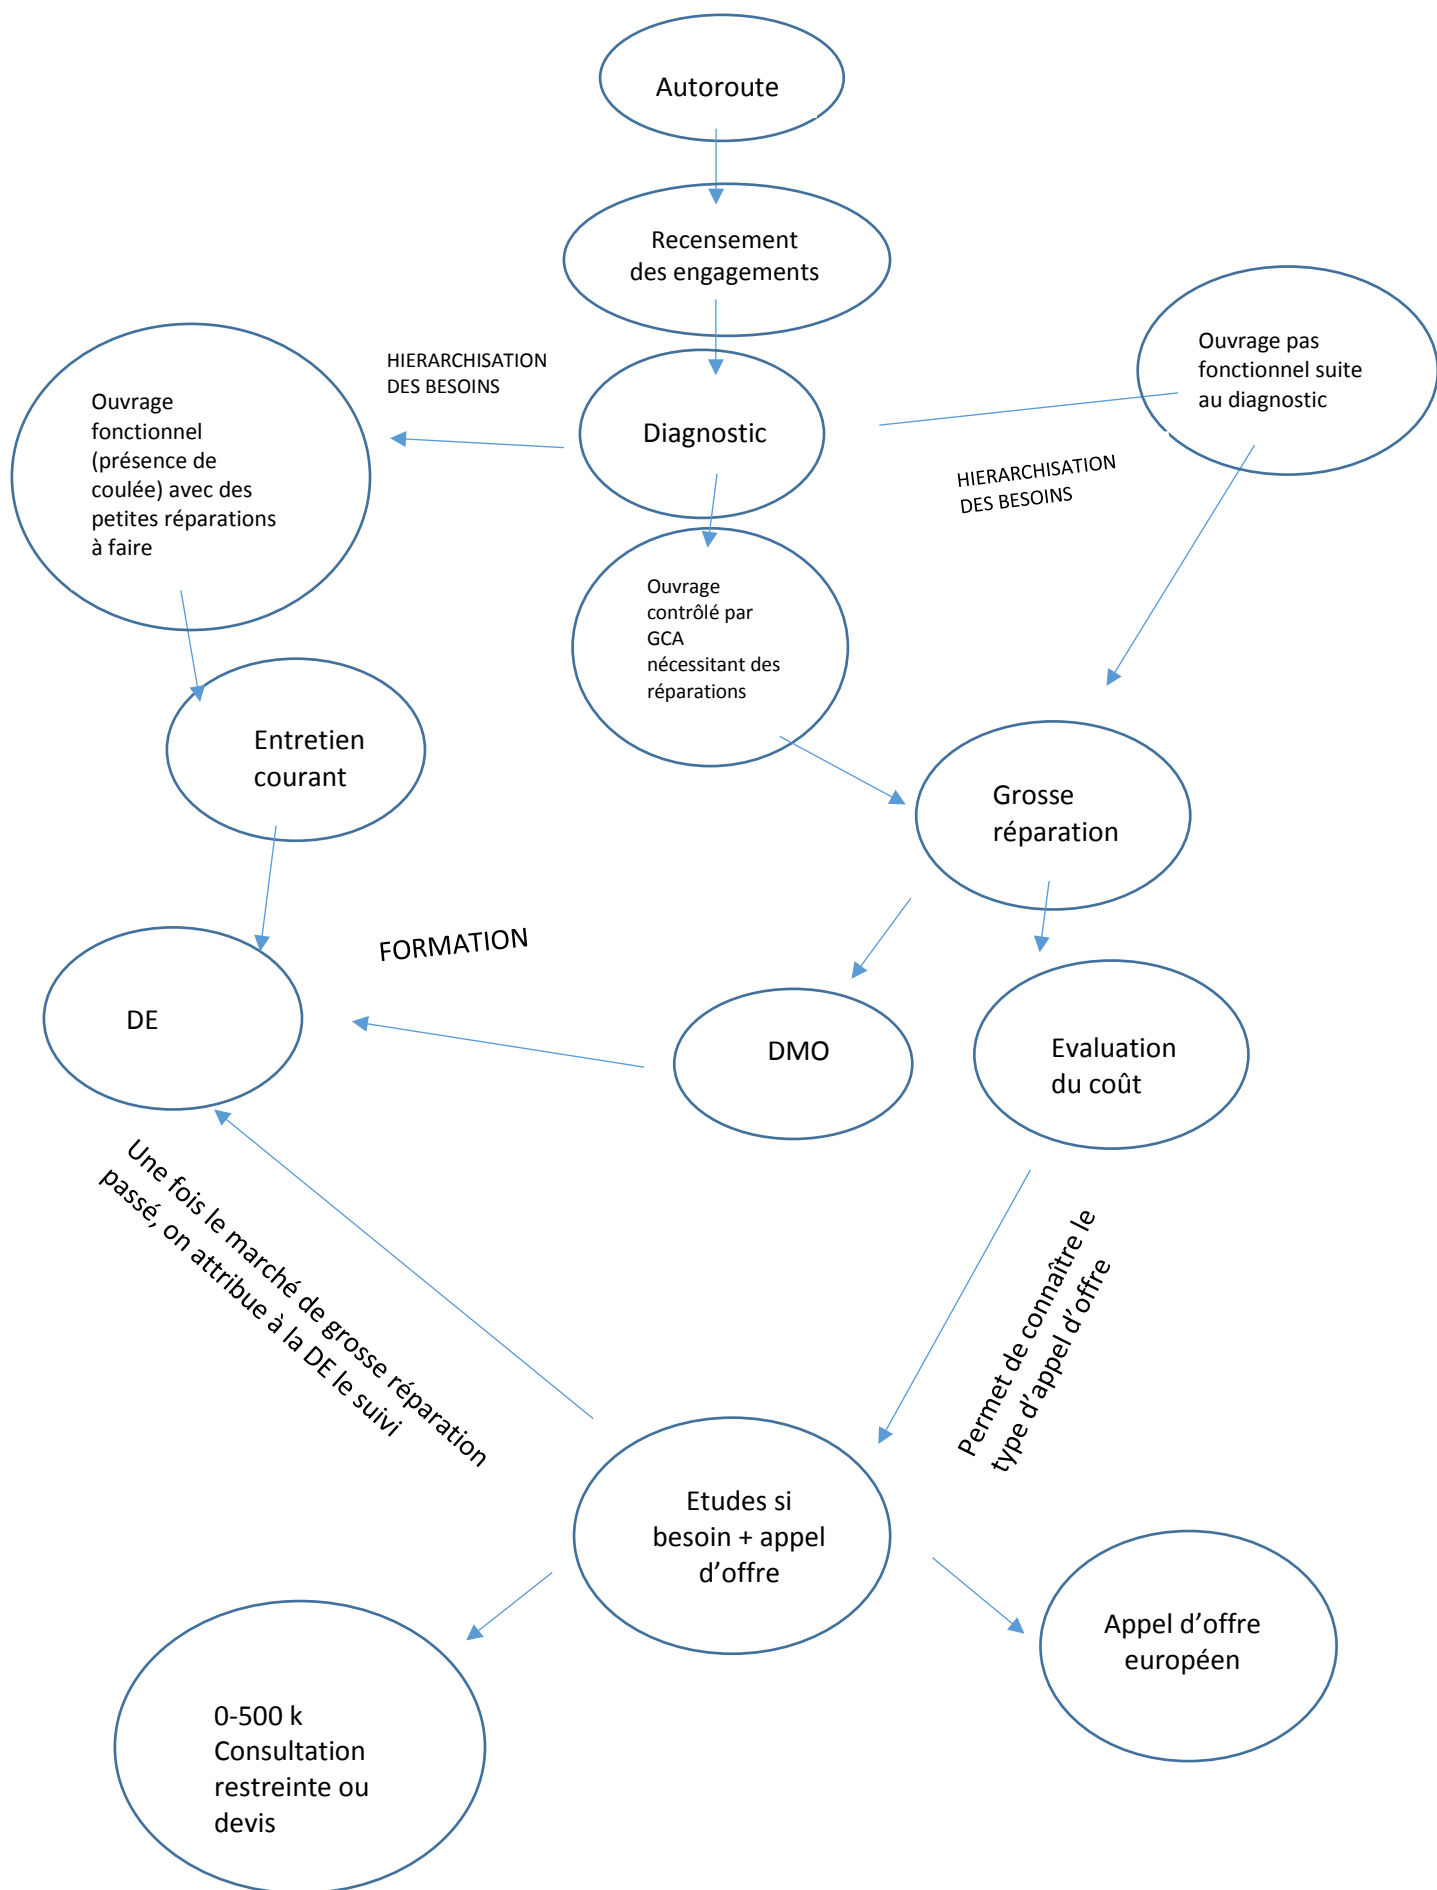 Autoroute
Recensement
des engagements
HIERARCHISATION
DES BESOINS
Ouvrage pas
fonctionnel suite
au diagnostic
Ouvrage
fonctionnel
(présence de
coulée) avec des
petites réparations
à faire
Diagnostic
HIERARCHISATION
DES BESOINS
Ouvrage
contrôlé par
GCA
nécessitant des
réparations
Entretien
courant
Grosse
réparation
FORMATION
DE
DMO
Evaluation
du coût
Une fois le marché de grosse réparation
passé, on attribue à la DE le suivi
Permet de connaître le
type d’appel d’offre
Etudes si
besoin + appel
d’offre
Appel d’offre
européen
0-500 k
Consultation
restreinte ou
devis